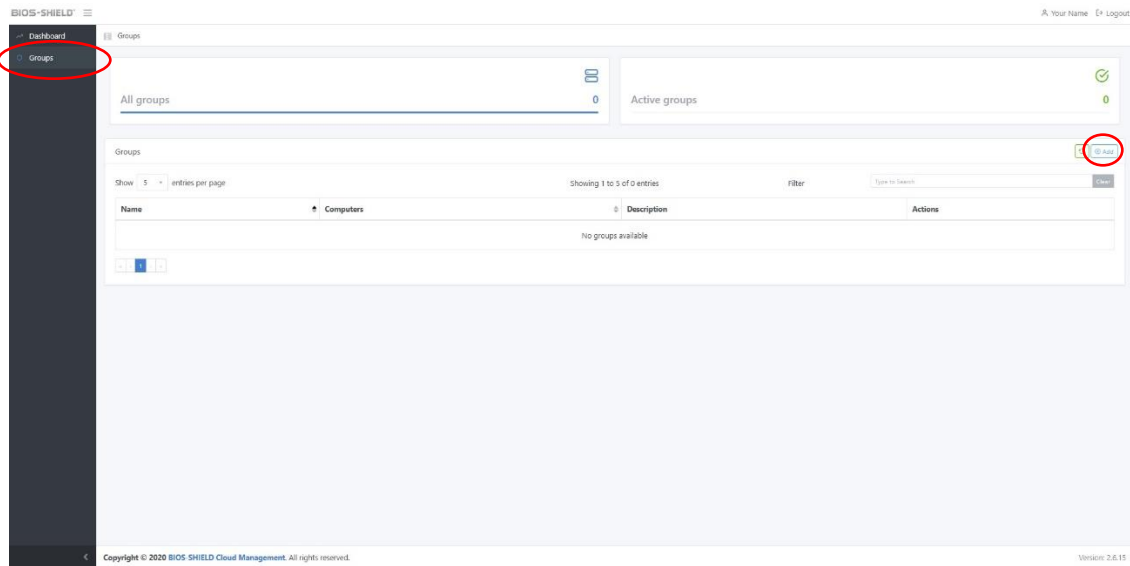 BIOS-SHIELD®
Your Name Logout
Dashboard
Groups
Groups
All groups 0
Active groups 0
Groups
Add
Show 5 entries per page Showing 1 to 5 of 0 entries Filter Type to Search Clear
Name Computers Description Actions
No groups available
« ‹ 1 › »
Copyright © 2020 BIOS-SHIELD Cloud Management. All rights reserved. Version: 2.6.15